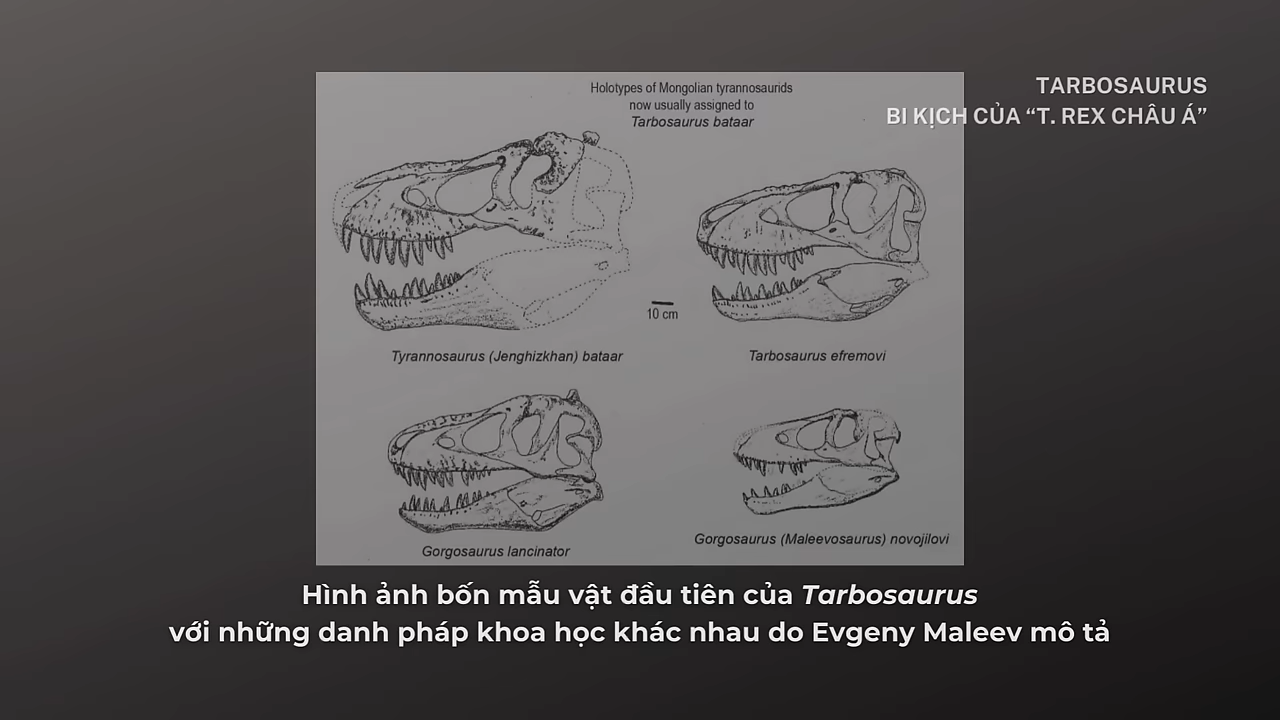 TARBOSAURUS
BI KỊCH CỦA “T. REX CHÂU Á”
Holotypes of Mongolian tyrannosaurids
now usually assigned to
Tarbosaurus bataar
10 cm
Tyrannosaurus (Jenghizkhan) bataar
Tarbosaurus efremovi
Gorgosaurus lancinator
Gorgosaurus (Maleevosaurus) novojilovi
Hình ảnh bốn mẫu vật đầu tiên của Tarbosaurus
với những danh pháp khoa học khác nhau do Evgeny Maleev mô tả